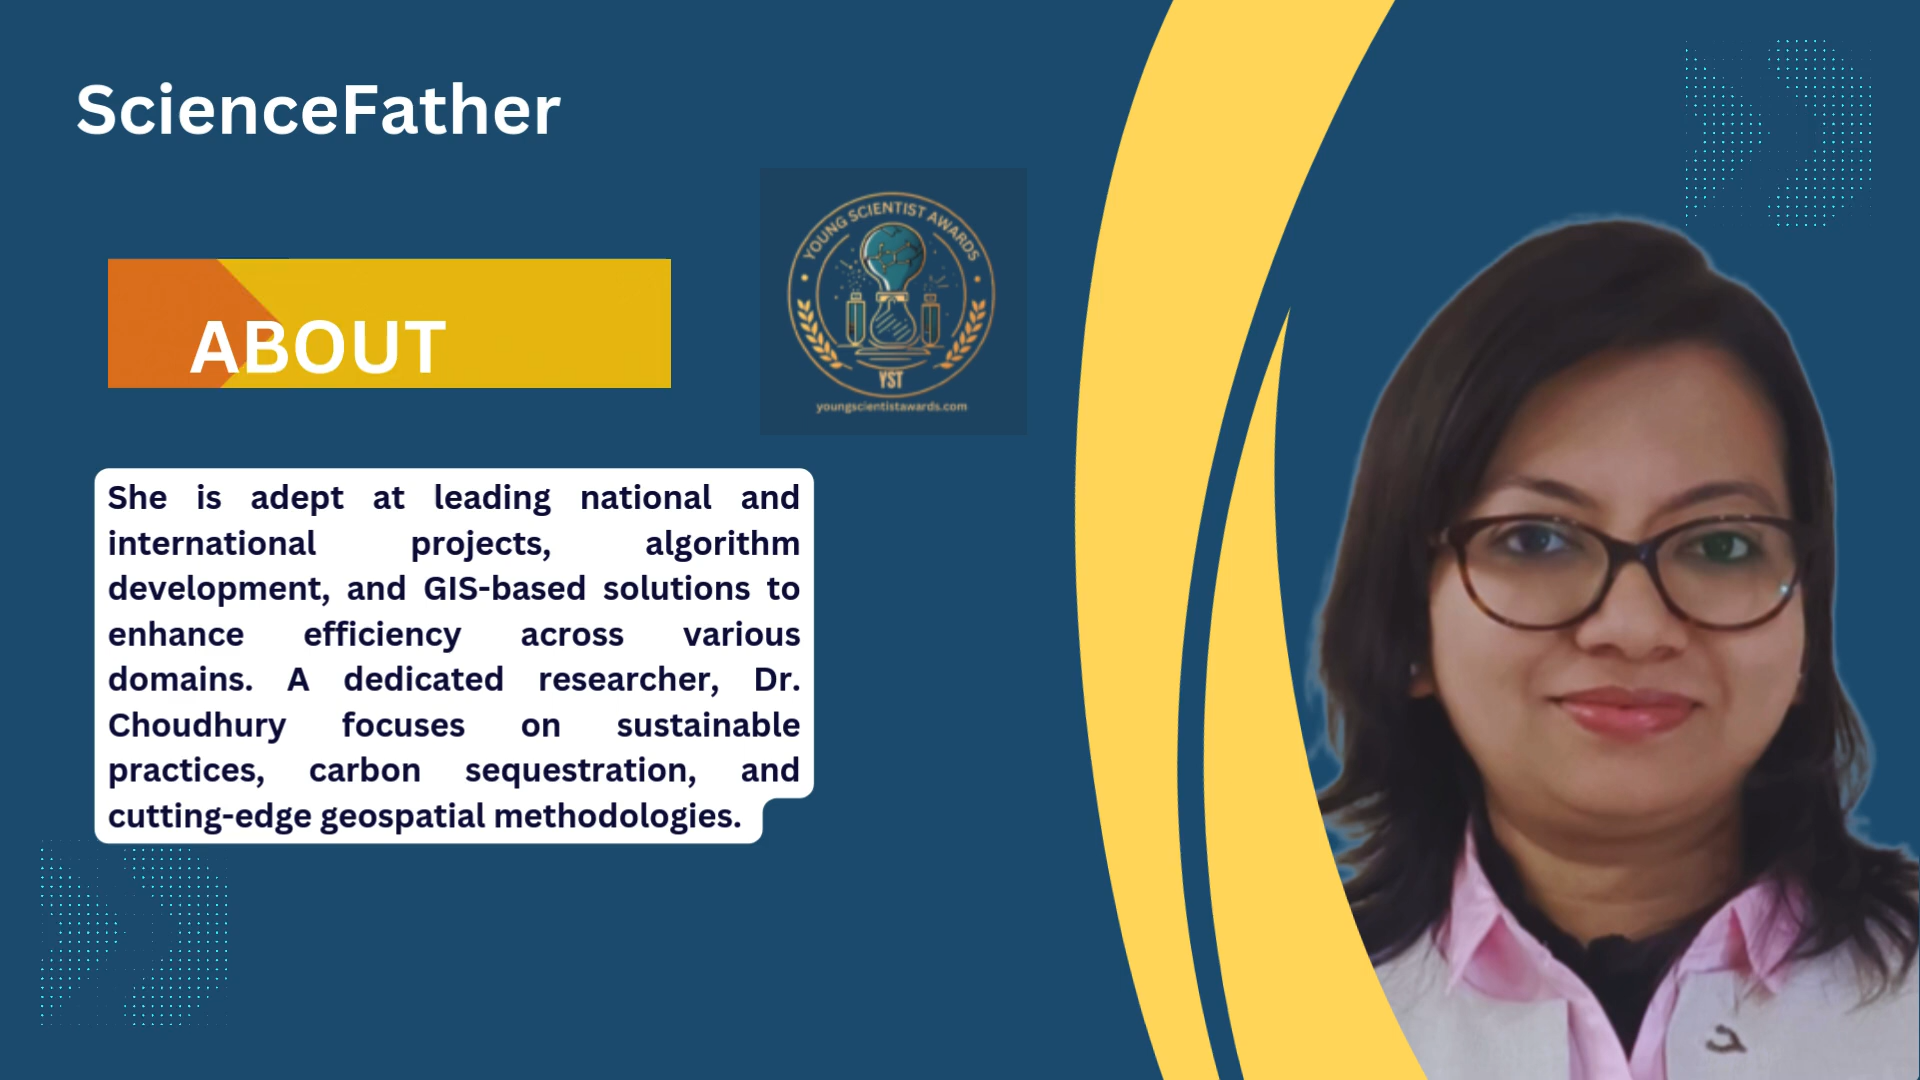 ScienceFather
YOUNG SCIENTIST AWARDS
YST
youngscientistawards.com
ABOUT
She is adept at leading national and
international projects, algorithm
development, and GIS-based solutions to
enhance efficiency across various
domains. A dedicated researcher, Dr.
Choudhury focuses on sustainable
practices, carbon sequestration, and
cutting-edge geospatial methodologies.